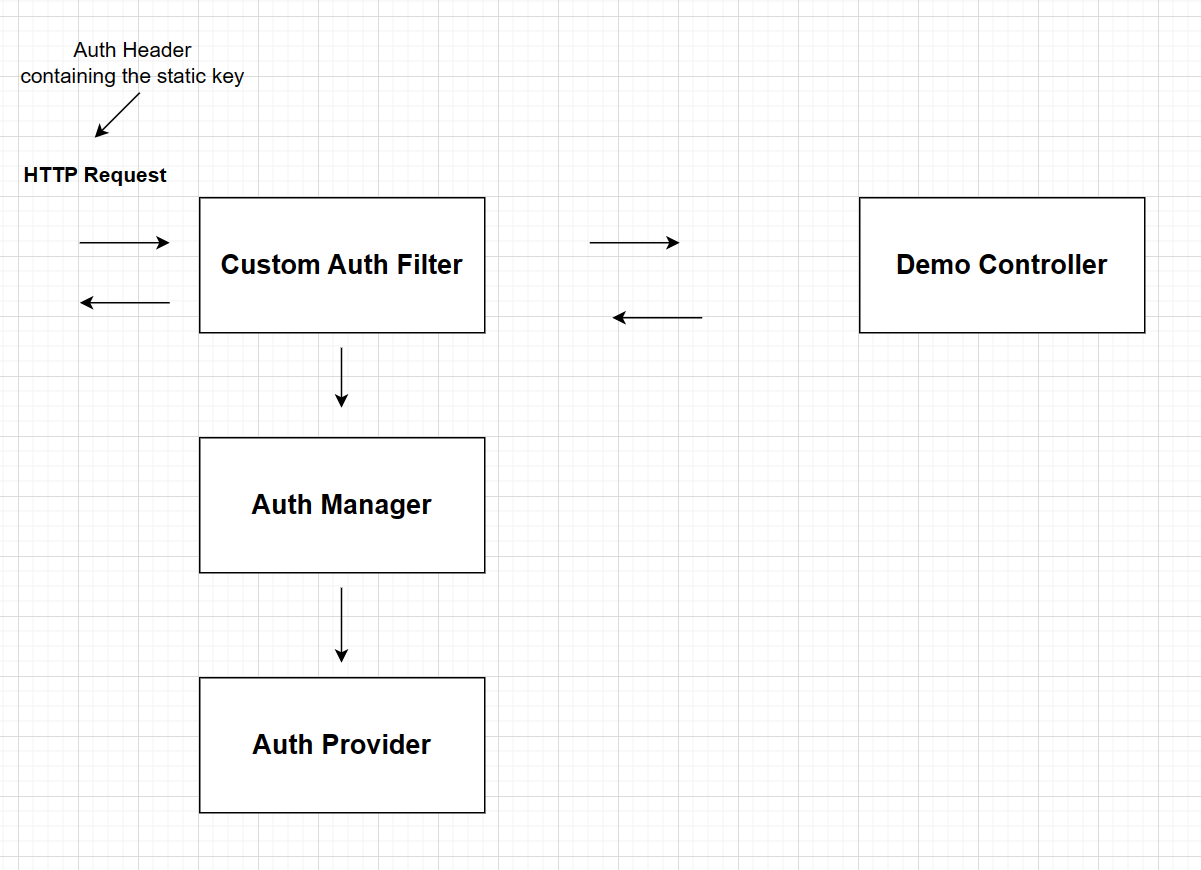 Auth Header
containing the static key
HTTP Request
Custom Auth Filter
Demo Controller
Auth Manager
Auth Provider